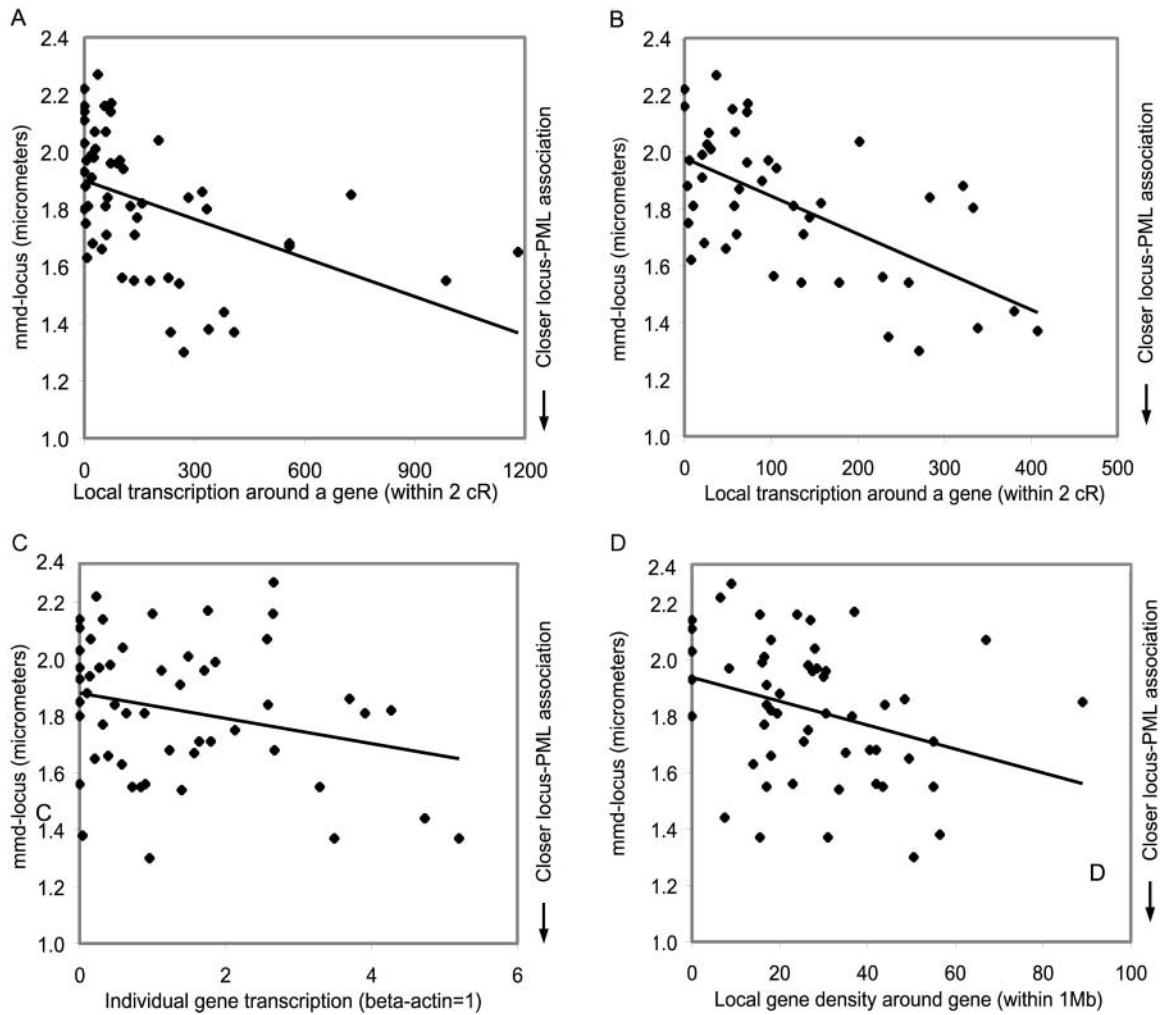 A
2.4
2.2
2.0
1.8
1.6
1.4
1.2
1.0
mmd-locus (micrometers)
0
300
600
900
1200
Local transcription around a gene (within 2 cR)
Closer locus-PML association
B
2.4
2.2
2.0
1.8
1.6
1.4
1.2
1.0
mmd-locus (micrometers)
0
100
200
300
400
500
Local transcription around a gene (within 2 cR)
Closer locus-PML association
C
2.4
2.2
2.0
1.8
1.6
1.4
1.2
1.0
mmd-locus (micrometers)
C
0
2
4
6
Individual gene transcription (beta-actin=1)
Closer locus-PML association
D
2.4
2.2
2.0
1.8
1.6
1.4
1.2
1.0
mmd-locus (micrometers)
D
0
20
40
60
80
100
Local gene density around gene (within 1Mb)
Closer locus-PML association